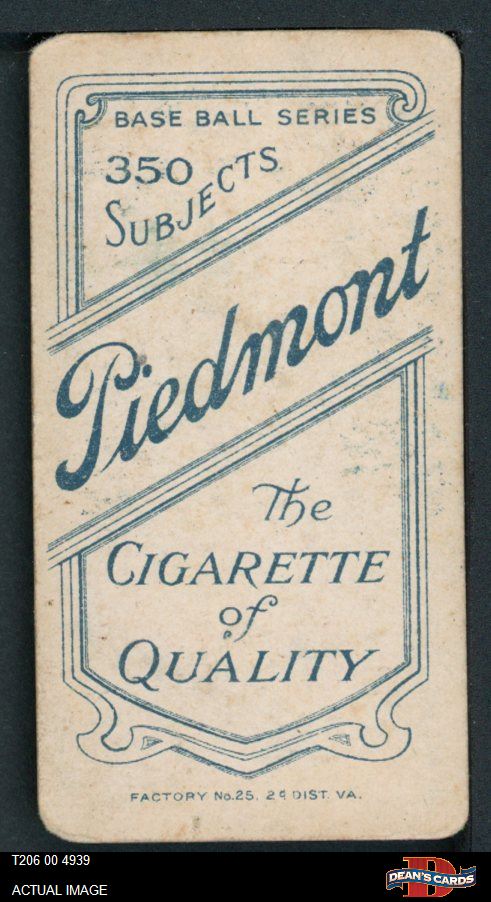 BASE BALL SERIES
350
SUBJECTS
Piedmont
The
CIGARETTE
of
QUALITY
FACTORY No. 25, 2ᵈ DIST. VA.
T206 00 4939
ACTUAL IMAGE
DEAN'S CARDS